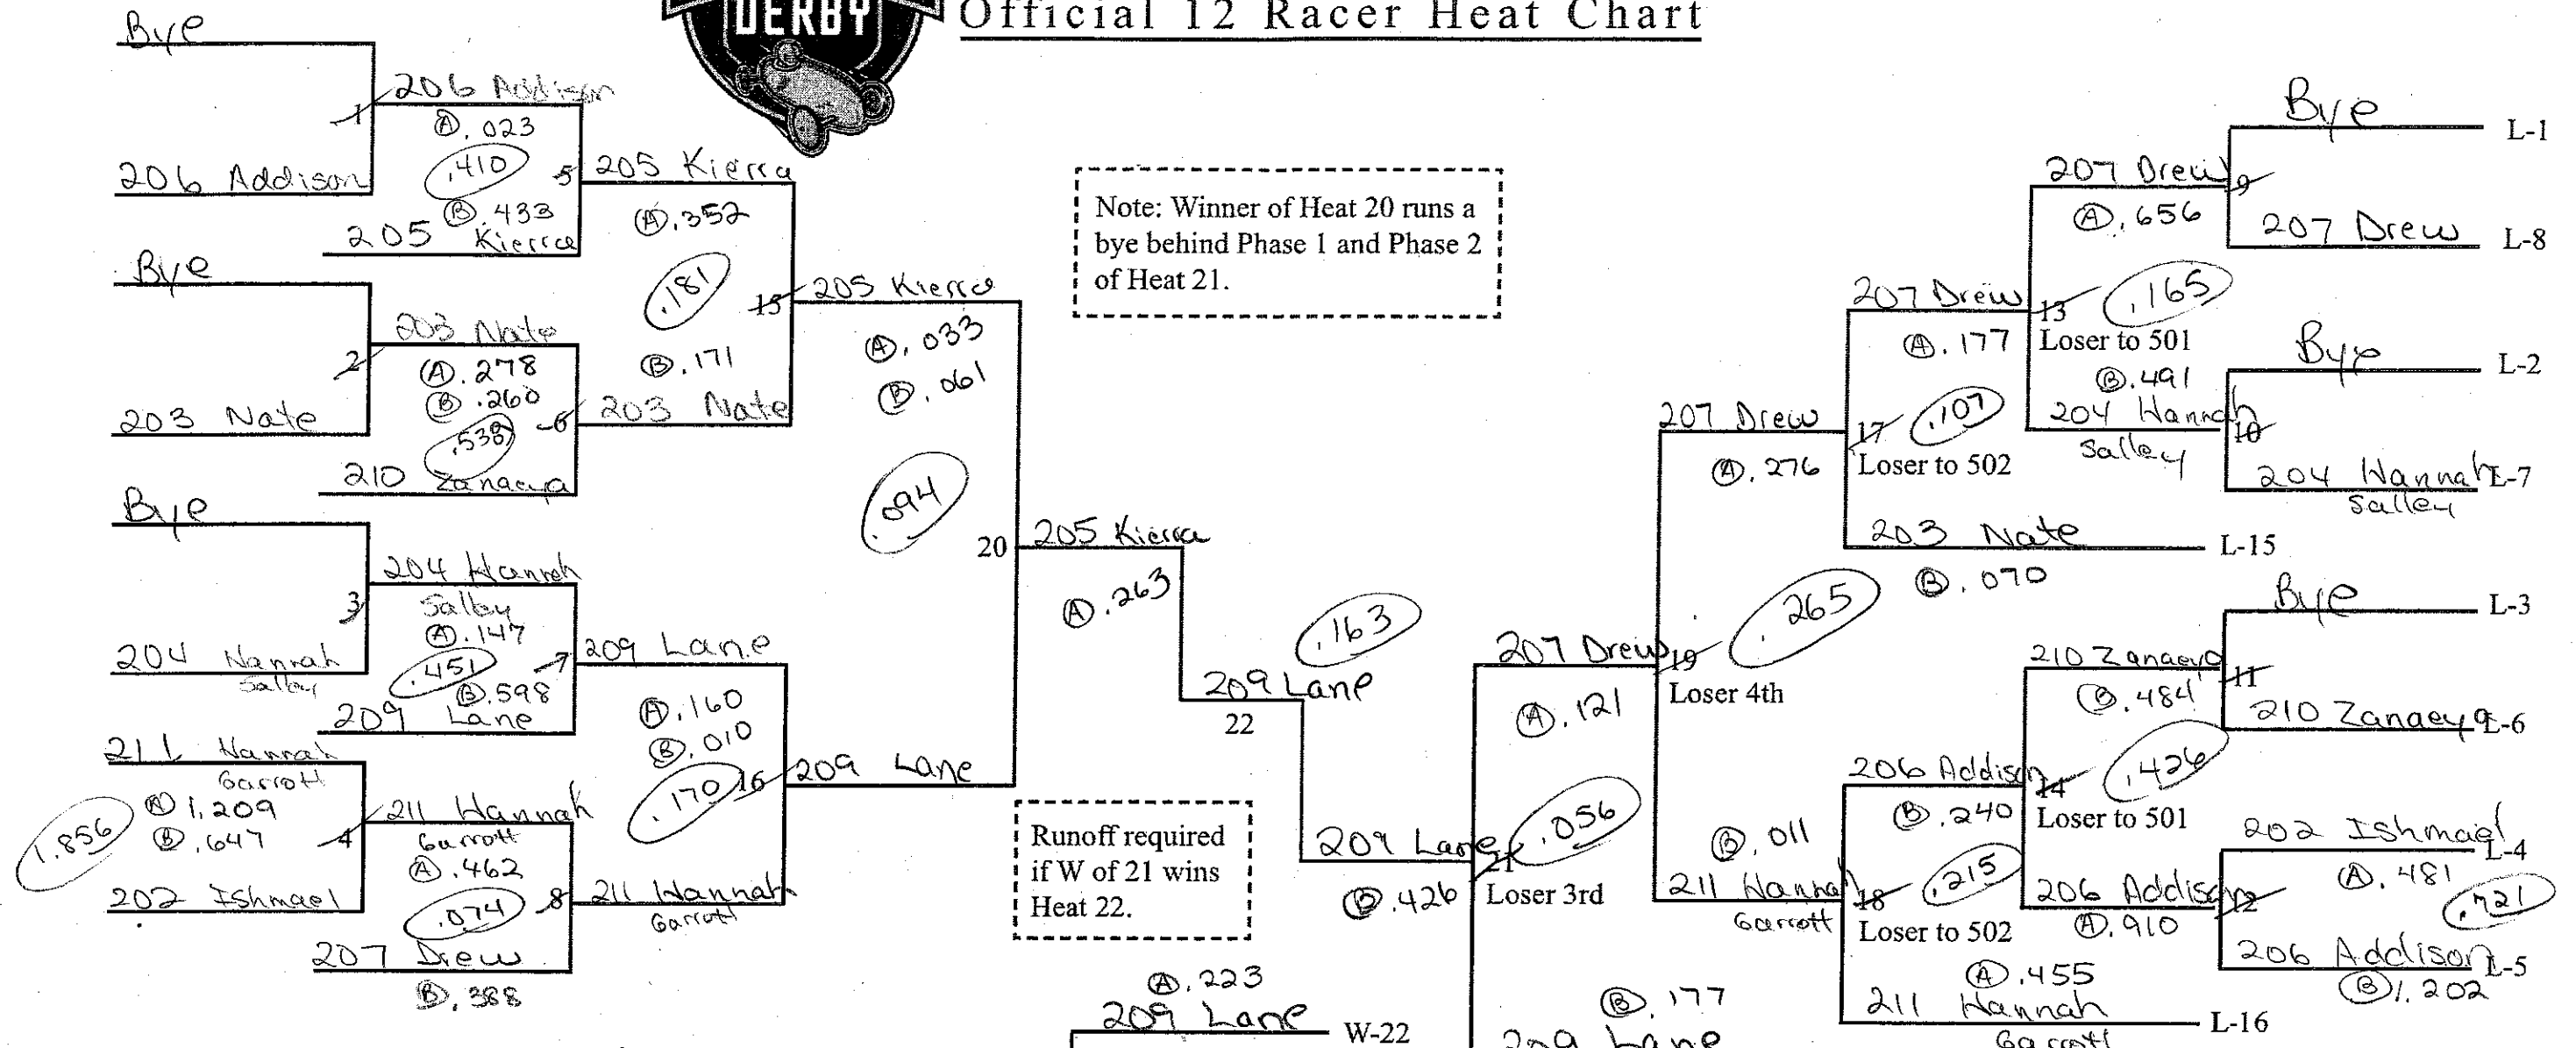 DERBY
Official 12 Racer Heat Chart
Bye
1
206 Addison
206 Addison
Ⓐ .023
.410
Ⓑ .433
5
205 Kierra
205 Kierra
Bye
2
203 Nate
203 Nate
Ⓐ .278
Ⓑ .260
.538
6
203 Nate
210 Zanaeya
Ⓐ .352
.181
15
Ⓑ .171
205 Kierra
Ⓐ .033
Ⓑ .061
.094
Bye
3
204 Hannah
Salley
204 Hannah
Salley
Ⓐ .147
.451
7
Ⓑ .598
209 Lane
209 Lane
211 Hannah
Garrott
Ⓐ 1.209
Ⓑ .647
1.856
4
202 Ishmael
211 Hannah
Garrott
Ⓐ .462
.074
8
207 Drew
Ⓑ .388
211 Hannah
Garrott
Ⓐ .160
Ⓑ .010
.170
16
209 Lane
20
205 Kierra
Ⓐ .263
.163
209 Lane
22
Note: Winner of Heat 20 runs a
bye behind Phase 1 and Phase 2
of Heat 21.
Runoff required
if W of 21 wins
Heat 22.
209 Lane
Ⓑ .426
Ⓐ .223
209 Lane
W-22
21
Loser 3rd
.056
207 Drew
Ⓐ .121
19
Loser 4th
.265
Ⓑ .177
209 Lane
207 Drew
Ⓐ .276
17
Loser to 502
.107
203 Nate
L-15
Ⓑ .070
207 Drew
Ⓐ .177
13
Loser to 501
.165
207 Drew
Ⓐ .656
9
Bye
L-1
207 Drew
L-8
Bye
L-2
Ⓑ .491
204 Hannah
Salley
10
204 Hannah
L-7
Salley
Bye
L-3
210 Zanaeya
Ⓑ .484
11
210 Zanaeya
L-6
206 Addison
Ⓑ .240
14
Loser to 501
.426
202 Ishmael
L-4
Ⓐ .481
.721
206 Addison
Ⓐ .910
12
206 Addison
L-5
Ⓑ 1.202
Ⓑ .011
211 Hannah
Garrott
18
Loser to 502
.215
Ⓐ .455
211 Hannah
L-16
Garrott